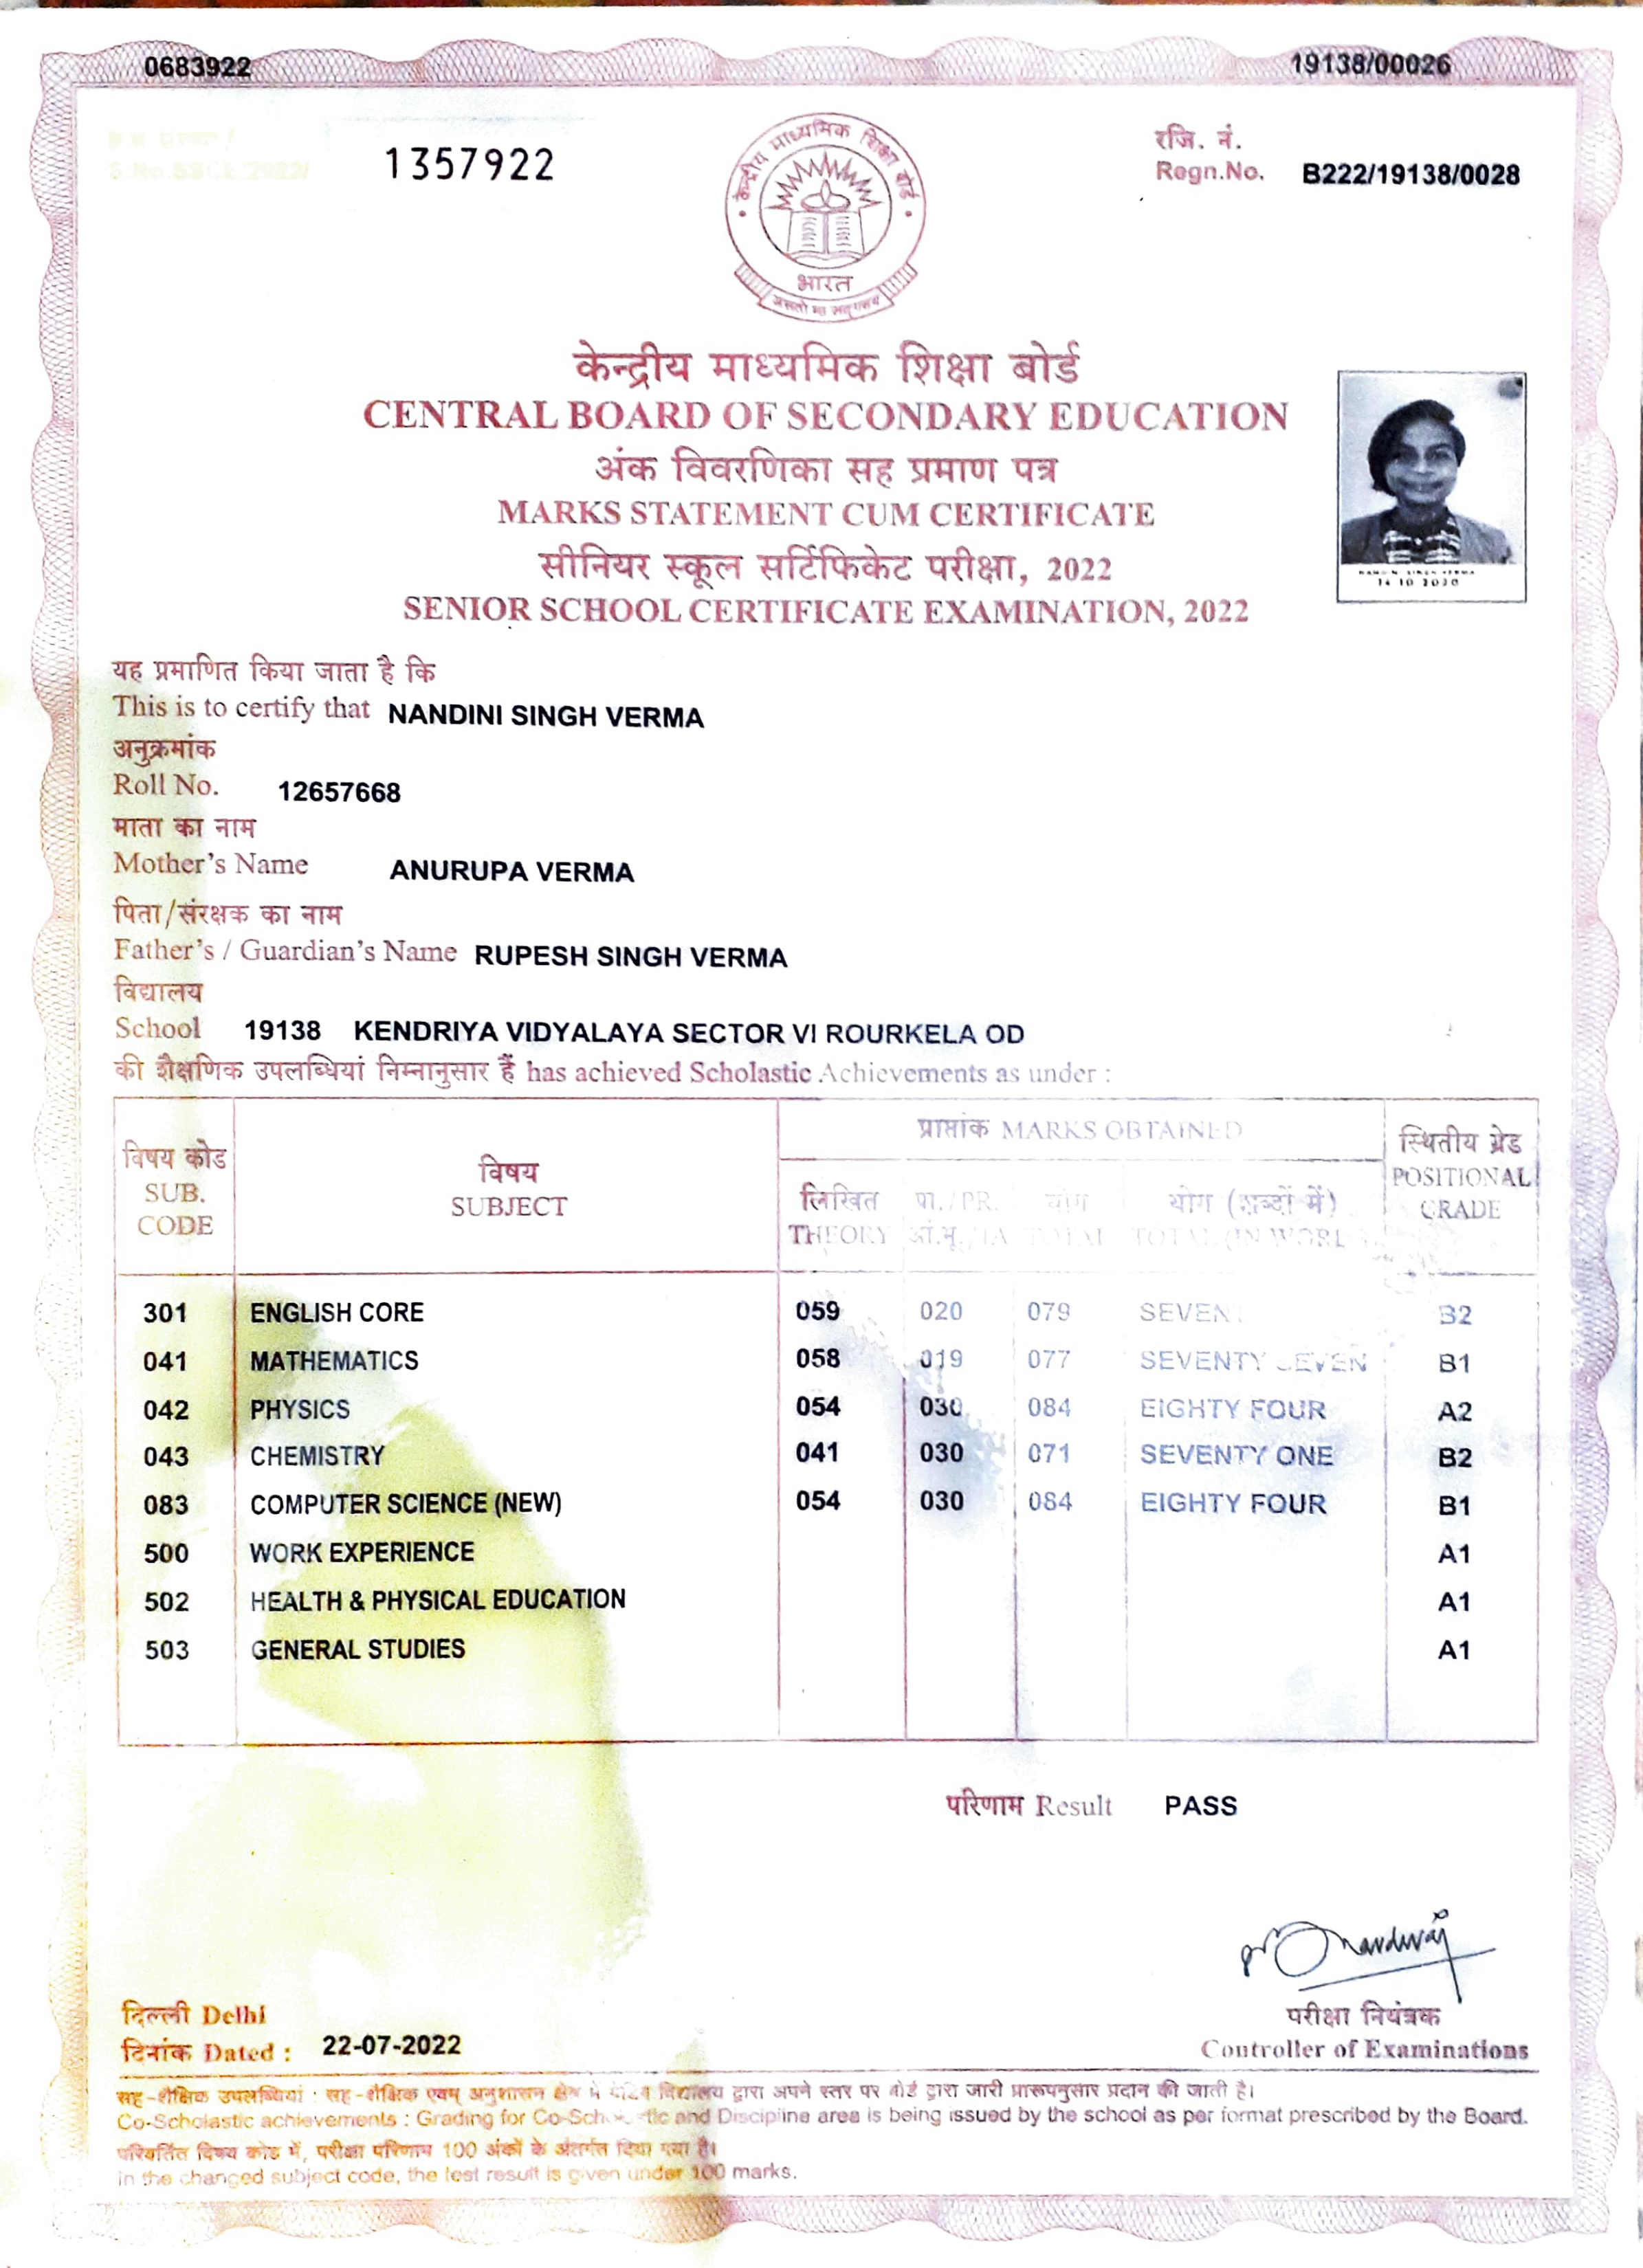 0683922
19138/00026
1357922
रजि. नं.
Regn.No. B222/19138/0028
केन्द्रीय माध्यमिक शिक्षा बोर्ड
भारत
असतो मा सद्गमय
केन्द्रीय माध्यमिक शिक्षा बोर्ड
CENTRAL BOARD OF SECONDARY EDUCATION
अंक विवरणिका सह प्रमाण पत्र
MARKS STATEMENT CUM CERTIFICATE
सीनियर स्कूल सर्टिफिकेट परीक्षा, 2022
SENIOR SCHOOL CERTIFICATE EXAMINATION, 2022
14 10 2020
यह प्रमाणित किया जाता है कि
This is to certify that NANDINI SINGH VERMA
अनुक्रमांक
Roll No. 12657668
माता का नाम
Mother's Name ANURUPA VERMA
पिता/संरक्षक का नाम
Father's / Guardian's Name RUPESH SINGH VERMA
विद्यालय
School 19138 KENDRIYA VIDYALAYA SECTOR VI ROURKELA OD
की शैक्षणिक उपलब्धियां निम्नानुसार हैं has achieved Scholastic Achievements as under :
विषय कोड
SUB.
CODE
विषय
SUBJECT
प्राप्तांक MARKS OBTAINED
लिखित
THEORY
प्रा./PR.
आं.मू./IA
योग
TOTAL
योग (शब्दों में)
TOTAL (IN
स्थितीय ग्रेड
POSITIONAL
GRADE
301 ENGLISH CORE 059 020 079 B2
041 MATHEMATICS 058 019 077 SEVENTY SEVEN B1
042 PHYSICS 054 030 084 EIGHTY FOUR A2
043 CHEMISTRY 041 030 071 SEVENTY ONE B2
083 COMPUTER SCIENCE (NEW) 054 030 084 EIGHTY FOUR B1
500 WORK EXPERIENCE A1
502 HEALTH & PHYSICAL EDUCATION A1
503 GENERAL STUDIES A1
परिणाम Result PASS
दिल्ली Delhi
दिनांक Dated : 22-07-2022
परीक्षा नियंत्रक
Controller of Examinations
सह-शैक्षिक उपलब्धियां : सह-शैक्षिक एवम् अनुशासन क्षेत्र में विद्यालय द्वारा अपने स्तर पर बोर्ड द्वारा जारी प्रारूपनुसार प्रदान की जाती है।
Co-Scholastic achievements : Grading for Co-Scholastic and Discipline area is being issued by the school as per format prescribed by the Board.
परिवर्तित विषय कोड में, परीक्षा परिणाम 100 अंकों के अंतर्गत दिया गया है।
in the changed subject code, the test result is given under 100 marks.